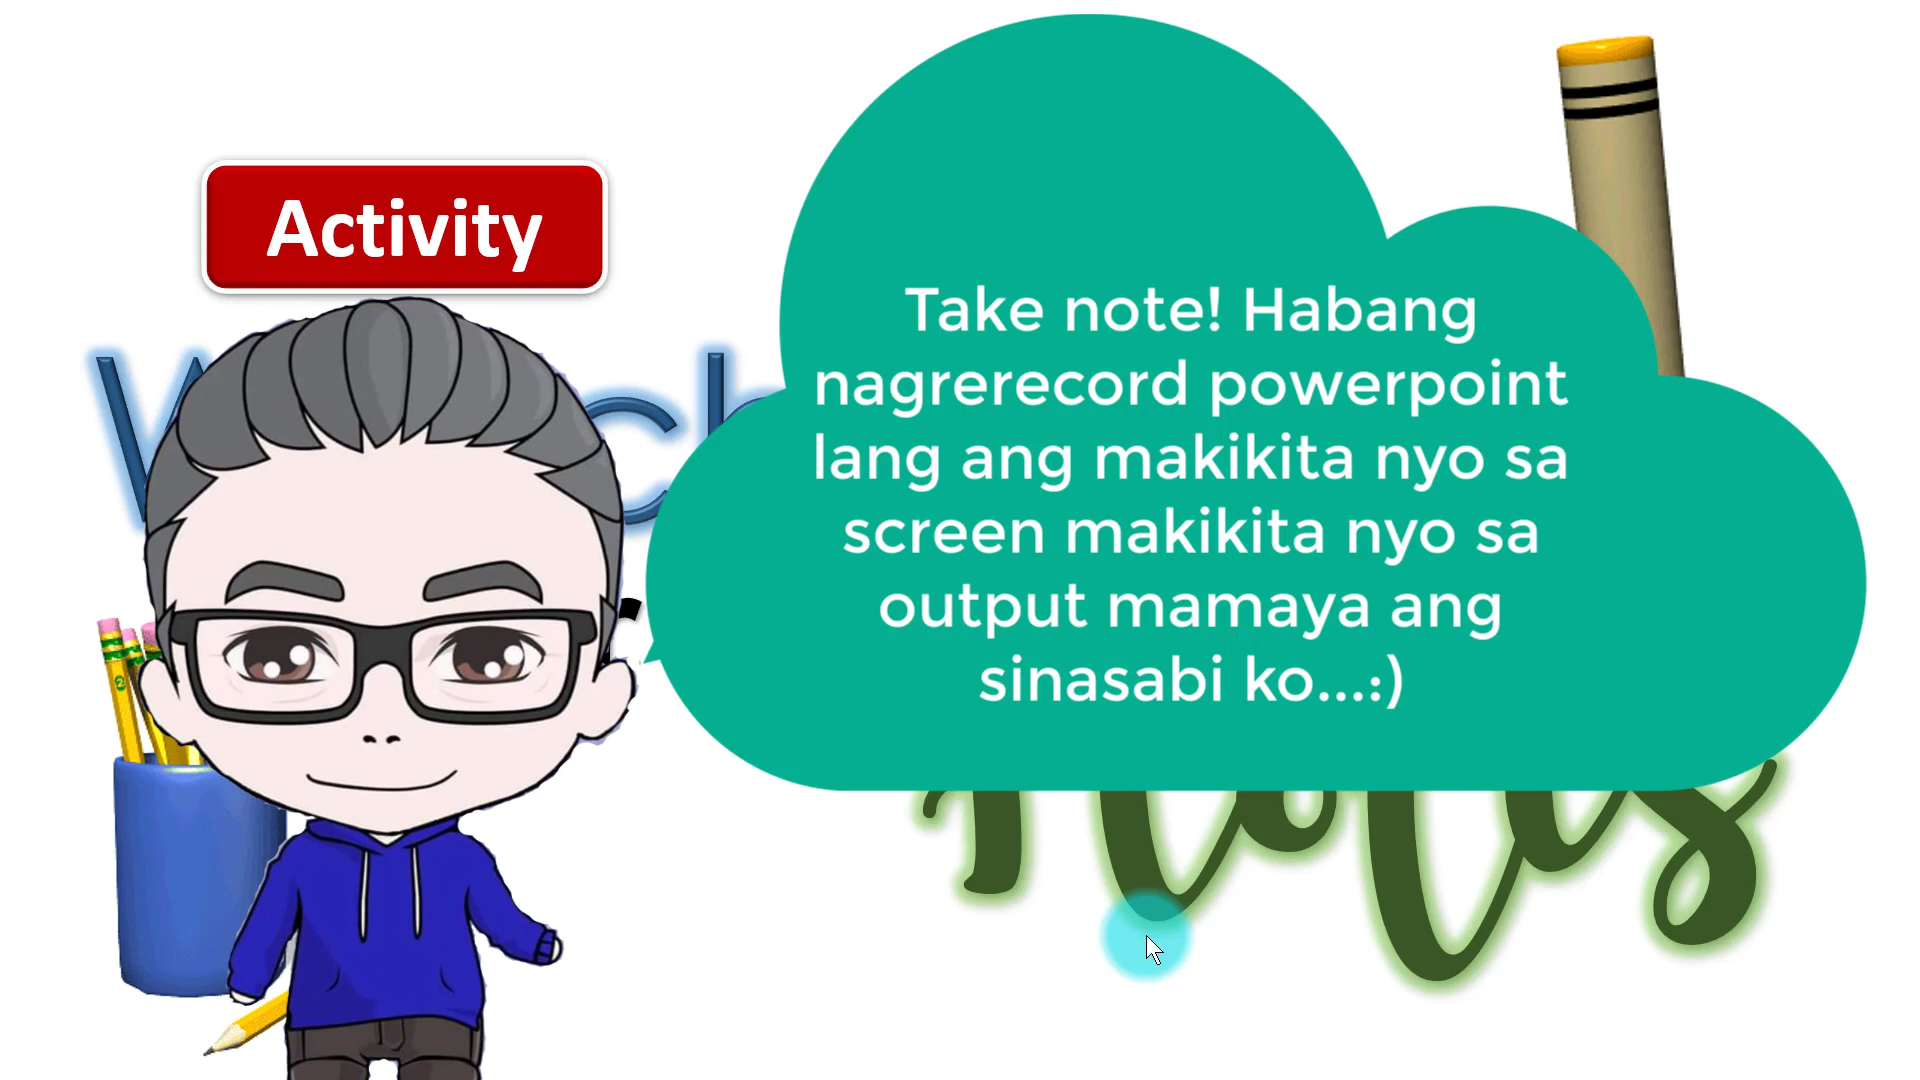 Activity
Take note! Habang
nagrerecord powerpoint
lang ang makikita nyo sa
screen makikita nyo sa
output mamaya ang
sinasabi ko...:)